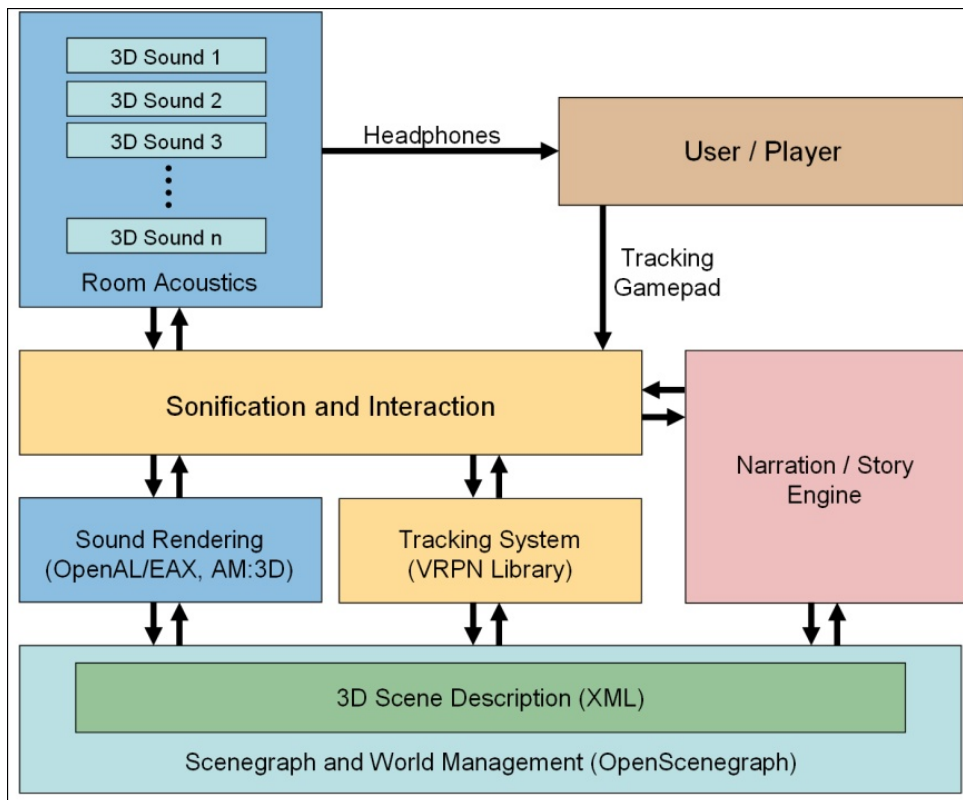 3D Sound 1
3D Sound 2
3D Sound 3
3D Sound n
Room Acoustics
Headphones
User / Player
Tracking
Gamepad
Sonification and Interaction
Narration / Story
Engine
Sound Rendering
(OpenAL/EAX, AM:3D)
Tracking System
(VRPN Library)
3D Scene Description (XML)
Scenegraph and World Management (OpenScenegraph)